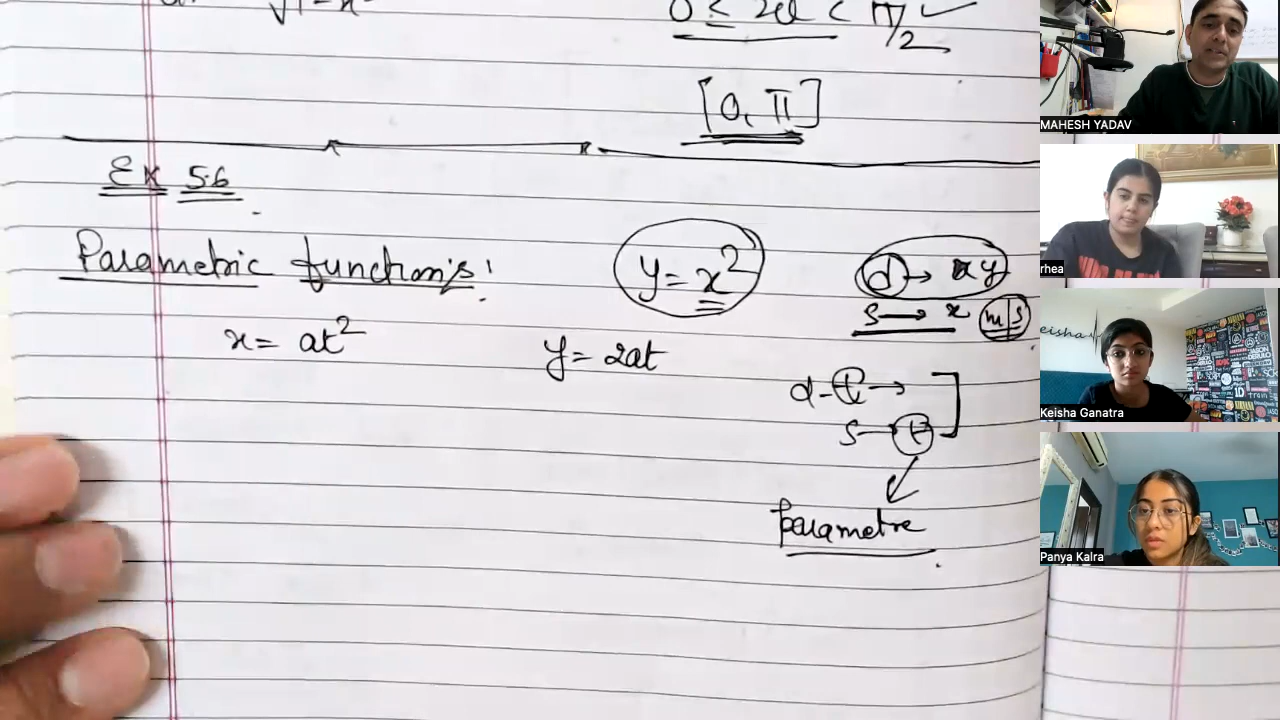 0 ≤ 2θ < π/2
[0, π]
Ex 5.6
Parametric functions:
y = x²
d → y
s → x m/s
x = at² y = 2at
d - t →
s → t
parametre
MAHESH YADAV
rhea
Keisha Ganatra
Panya Kalra